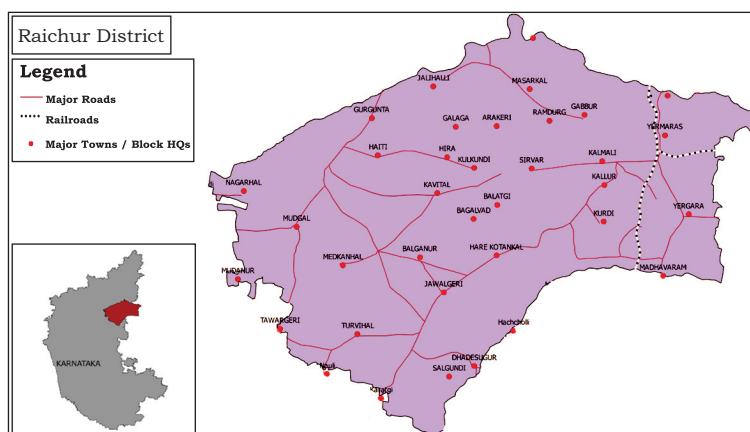 Raichur District
Legend
Major Roads
Railroads
Major Towns / Block HQs
JALIHALLI
MASARKAL
GURGUNTA
GALAGA
ARAKERI
RAMDURG
GABBUR
YERMARAS
HAITI
HIRA
KULKUNDI
SIRVAR
KALMALI
NAGARHAL
KAVITAL
BALATGI
KALLUR
MUDGAL
BAGALVAD
KURDI
YERGARA
MEDKANHAL
BALGANUR
HARE KOTANKAL
MUDANUR
MADHAVARAM
JAWALGERI
TAWARGERI
TURVIHAL
Hachcholli
DHADESUGUR
SALGUNDI
KARNATAKA